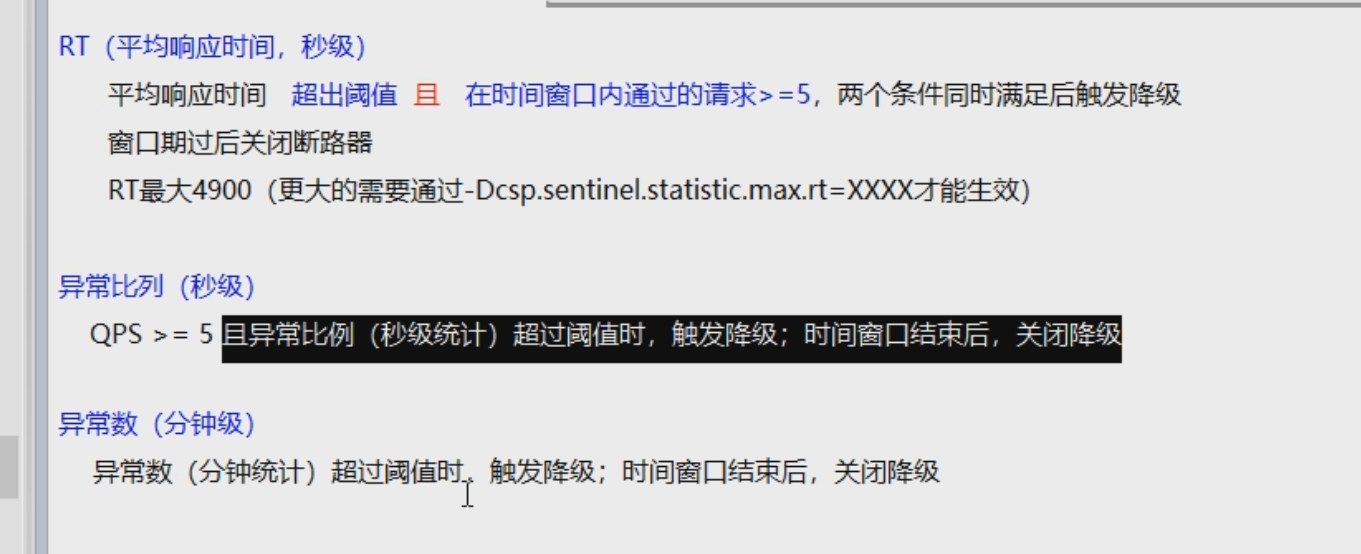 RT（平均响应时间，秒级）
平均响应时间 超出阈值 且 在时间窗口内通过的请求>=5，两个条件同时满足后触发降级
窗口期过后关闭断路器
RT最大4900（更大的需要通过-Dcsp.sentinel.statistic.max.rt=XXXX才能生效）
异常比列（秒级）
QPS >= 5 且异常比例（秒级统计）超过阈值时，触发降级；时间窗口结束后，关闭降级
异常数（分钟级）
异常数（分钟统计）超过阈值时，触发降级；时间窗口结束后，关闭降级